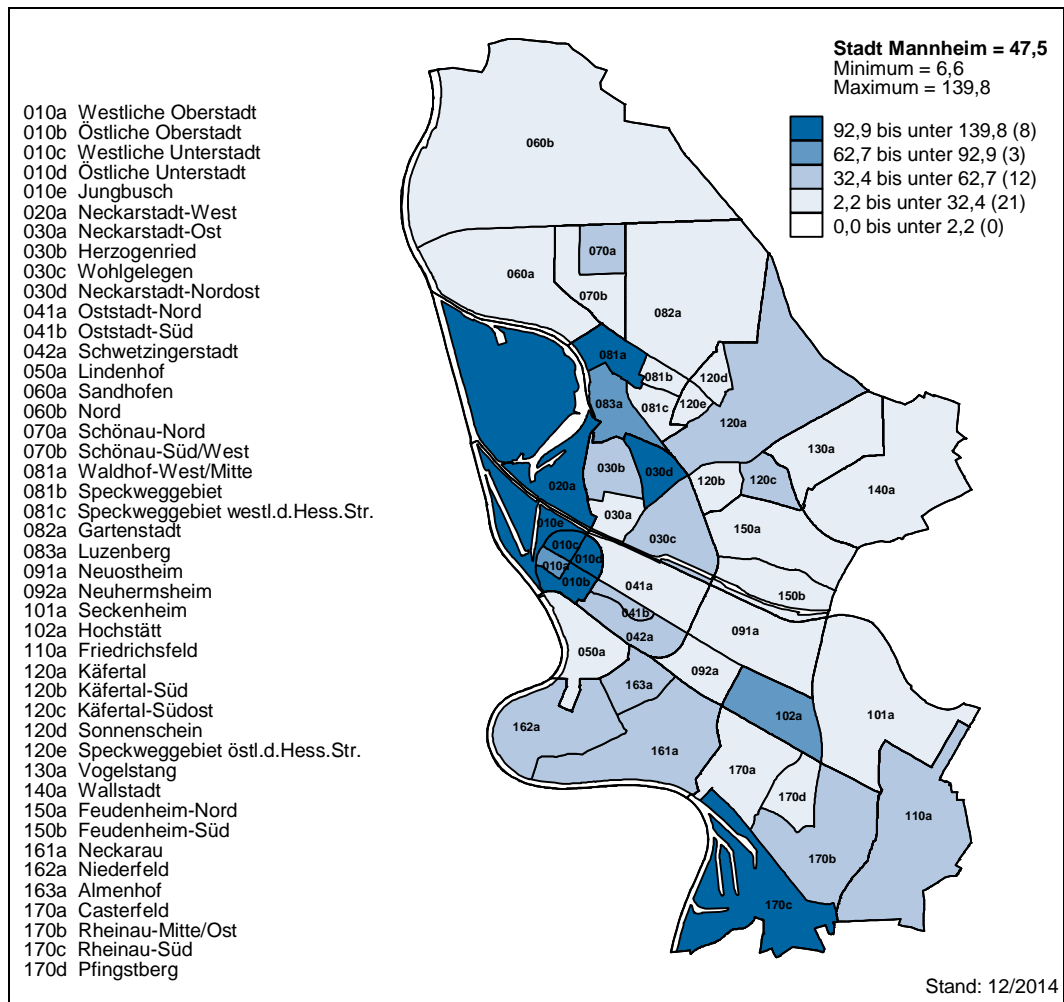 Stadt Mannheim = 47,5
Minimum = 6,6
Maximum = 139,8
92,9 bis unter 139,8 (8)
62,7 bis unter 92,9 (3)
32,4 bis unter 62,7 (12)
2,2 bis unter 32,4 (21)
0,0 bis unter 2,2 (0)
010a Westliche Oberstadt
010b Östliche Oberstadt
010c Westliche Unterstadt
010d Östliche Unterstadt
010e Jungbusch
020a Neckarstadt-West
030a Neckarstadt-Ost
030b Herzogenried
030c Wohlgelegen
030d Neckarstadt-Nordost
041a Oststadt-Nord
041b Oststadt-Süd
042a Schwetzingerstadt
050a Lindenhof
060a Sandhofen
060b Nord
070a Schönau-Nord
070b Schönau-Süd/West
081a Waldhof-West/Mitte
081b Speckweggebiet
081c Speckweggebiet westl.d.Hess.Str.
082a Gartenstadt
083a Luzenberg
091a Neuostheim
092a Neuhermsheim
101a Seckenheim
102a Hochstätt
110a Friedrichsfeld
120a Käfertal
120b Käfertal-Süd
120c Käfertal-Südost
120d Sonnenschein
120e Speckweggebiet östl.d.Hess.Str.
130a Vogelstang
140a Wallstadt
150a Feudenheim-Nord
150b Feudenheim-Süd
161a Neckarau
162a Niederfeld
163a Almenhof
170a Casterfeld
170b Rheinau-Mitte/Ost
170c Rheinau-Süd
170d Pfingstberg
060b
070a
060a
070b
082a
081a
081b
120d
083a
081c
120e
120a
130a
030b
030d
120b
120c
140a
020a
030a
010e
030c
150a
010c
010a
010d
010b
041a
150b
041b
042a
091a
050a
092a
163a
162a
102a
101a
161a
170a
170d
110a
170b
170c
Stand: 12/2014